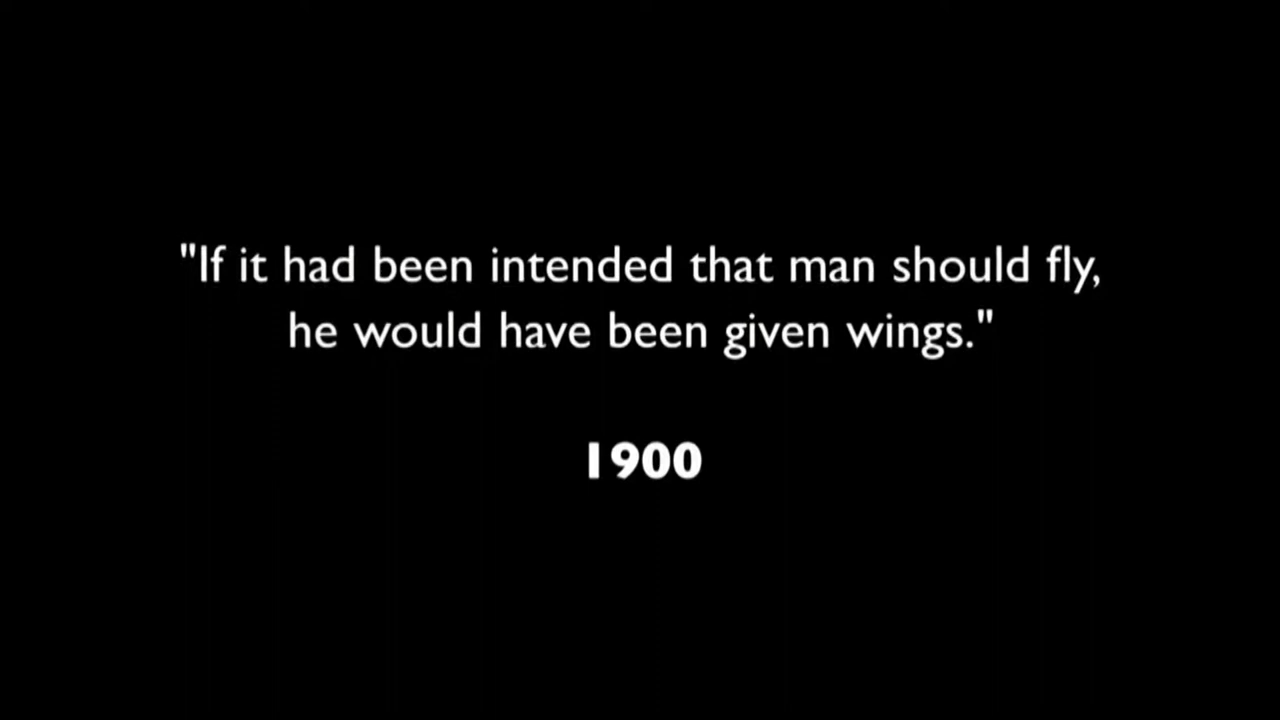 "If it had been intended that man should fly,
he would have been given wings."
1900